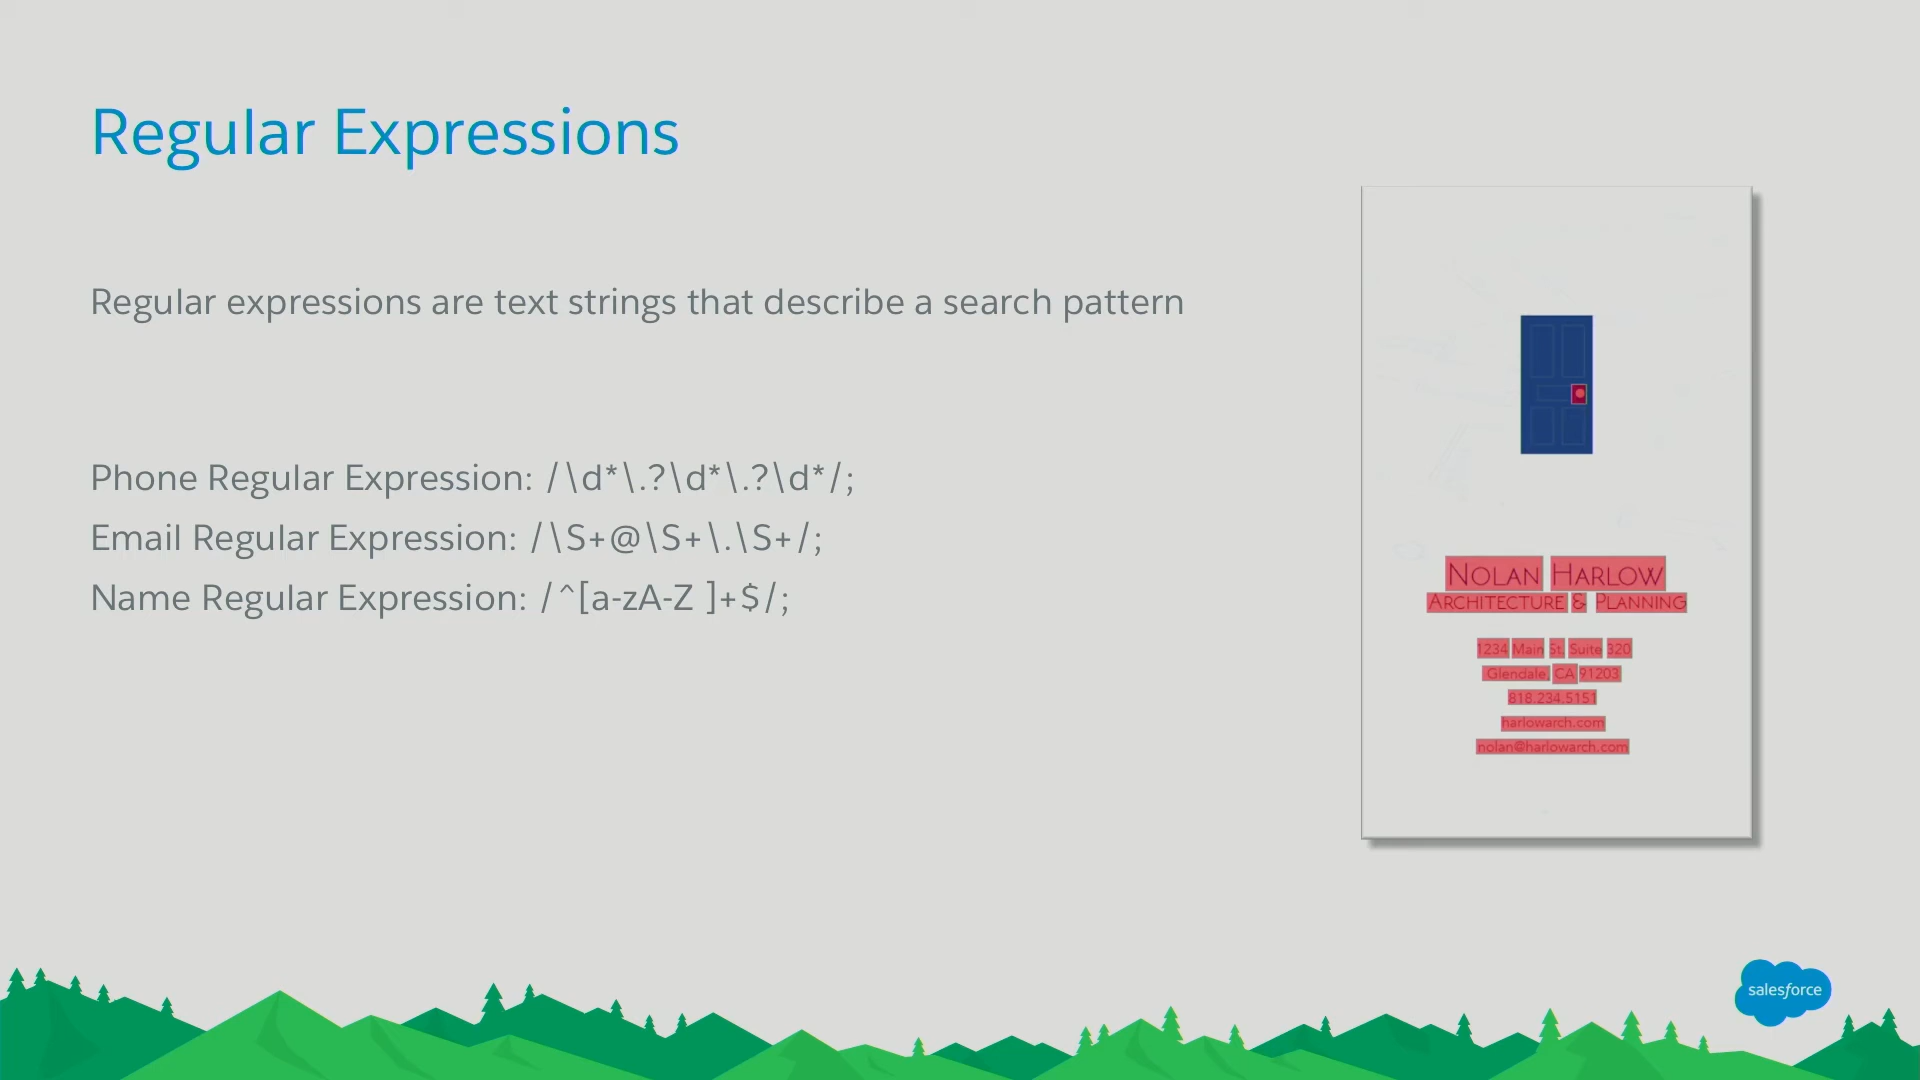 Regular Expressions
Regular expressions are text strings that describe a search pattern
Phone Regular Expression: /\d*\.?\d*\.?\d*/;
Email Regular Expression: /\S+@\S+\.\S+/;
Name Regular Expression: /^[a-zA-Z ]+$/;
NOLAN HARLOW
ARCHITECTURE & PLANNING
1234 Main St. Suite 320
Glendale, CA 91203
818.234.5151
harlowarch.com
nolan@harlowarch.com
salesforce